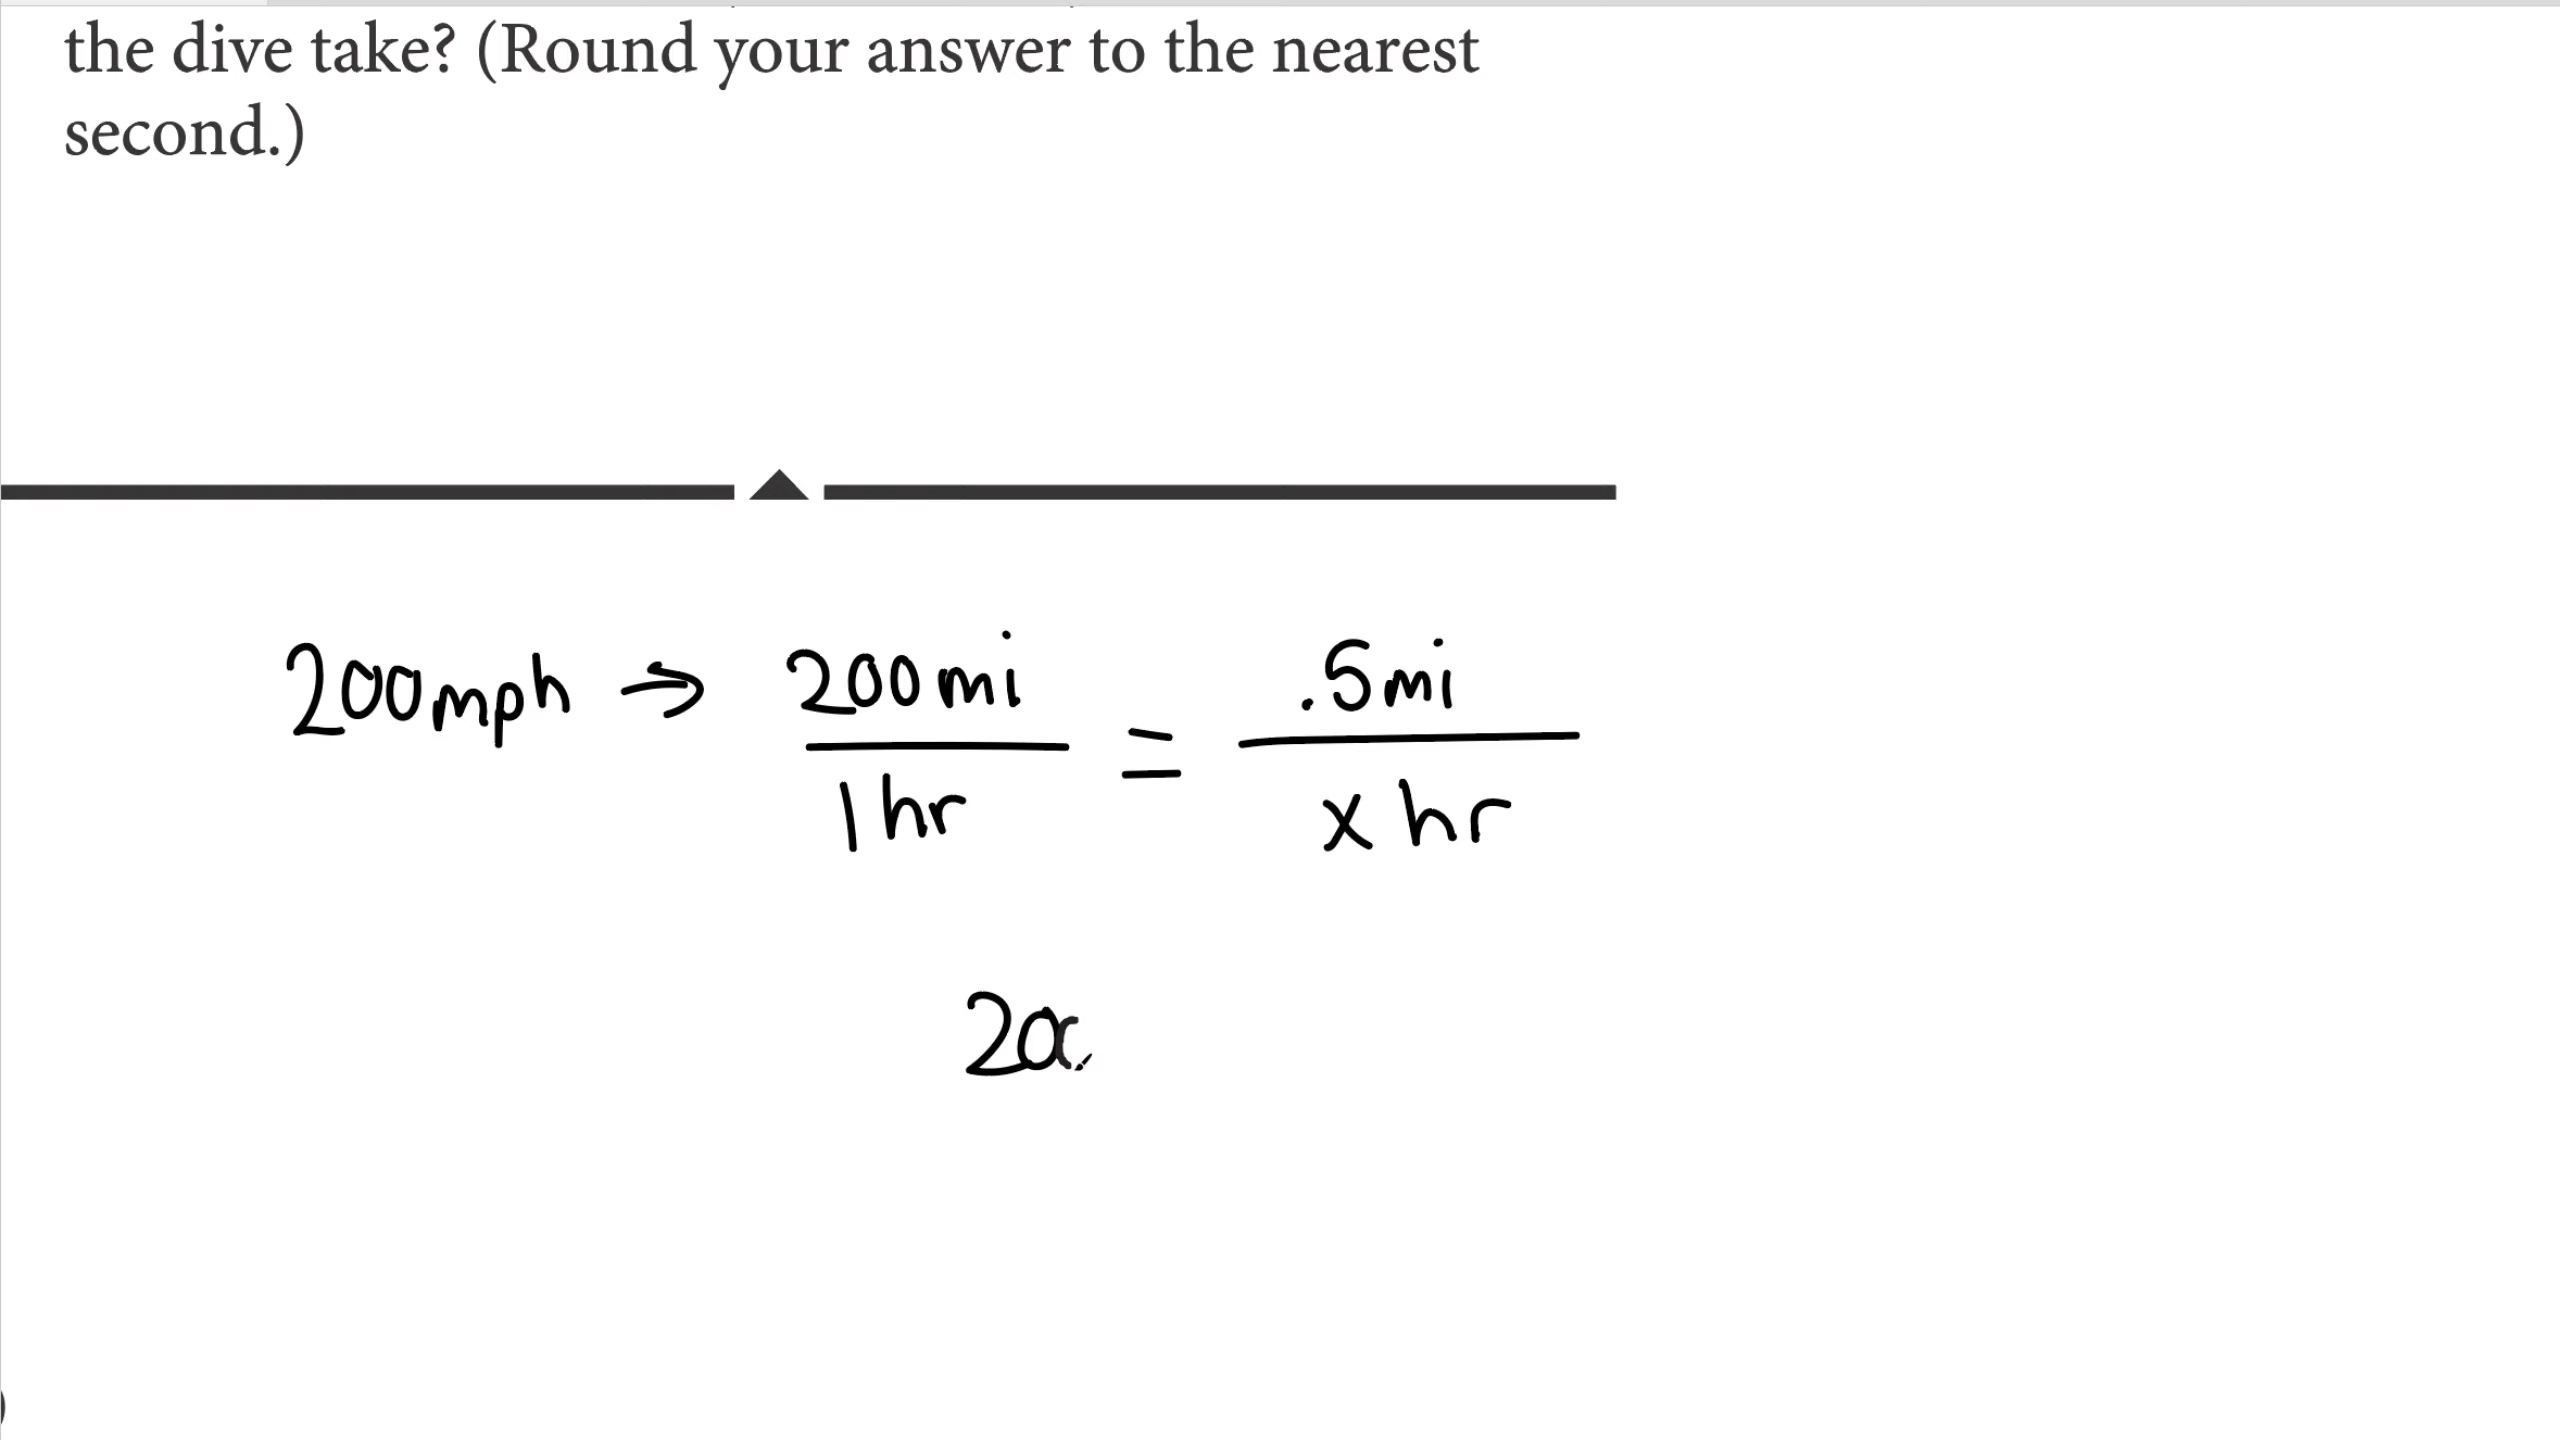 the dive take? (Round your answer to the nearest
second.)
200mph → 200mi = .5mi
1hr x hr